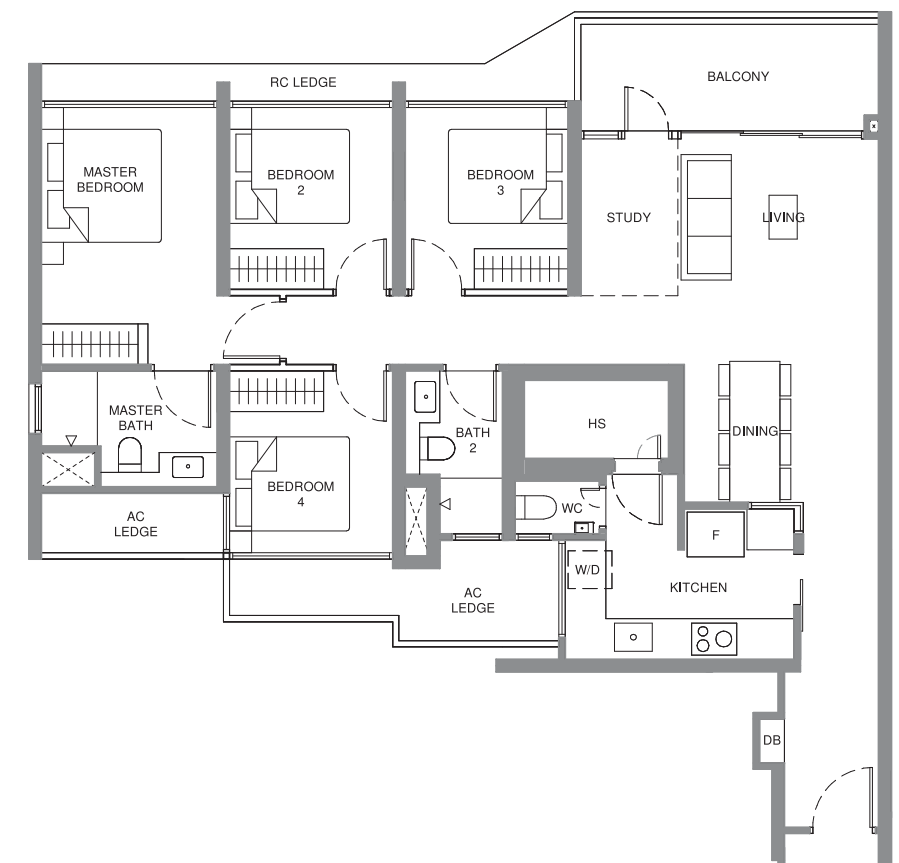 BALCONY
RC LEDGE
MASTER
BEDROOM
BEDROOM
2
BEDROOM
3
STUDY
LIVING
MASTER
BATH
BATH
2
HS
DINING
BEDROOM
4
WC
AC
LEDGE
F
W/D
KITCHEN
AC
LEDGE
DB